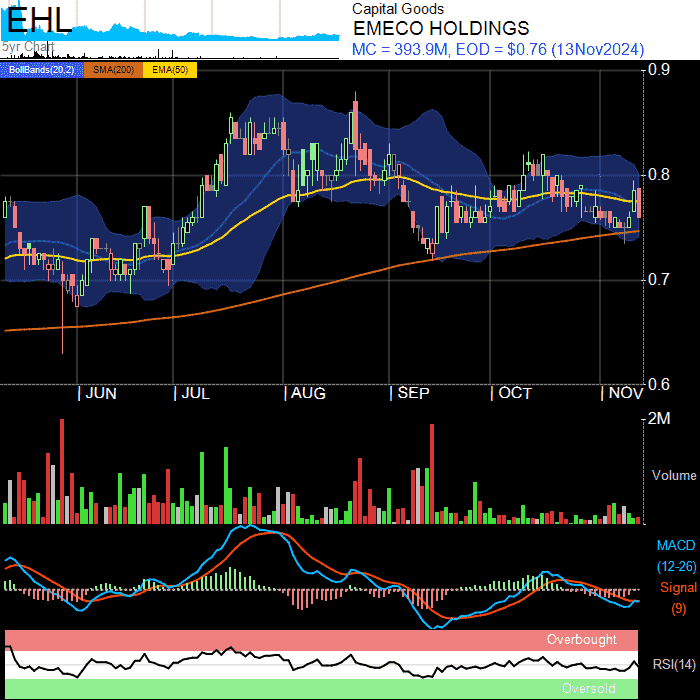 EHL
5yr Chart
Capital Goods
EMECO HOLDINGS
MC = 393.9M, EOD = $0.76 (13Nov2024)
BollBands(20,2) SMA(200) EMA(50)
0.9
0.8
0.7
0.6
| JUN | JUL | AUG | SEP | OCT | NOV
2M
Volume
MACD
(12-26)
Signal
(9)
Overbought
RSI(14)
Oversold